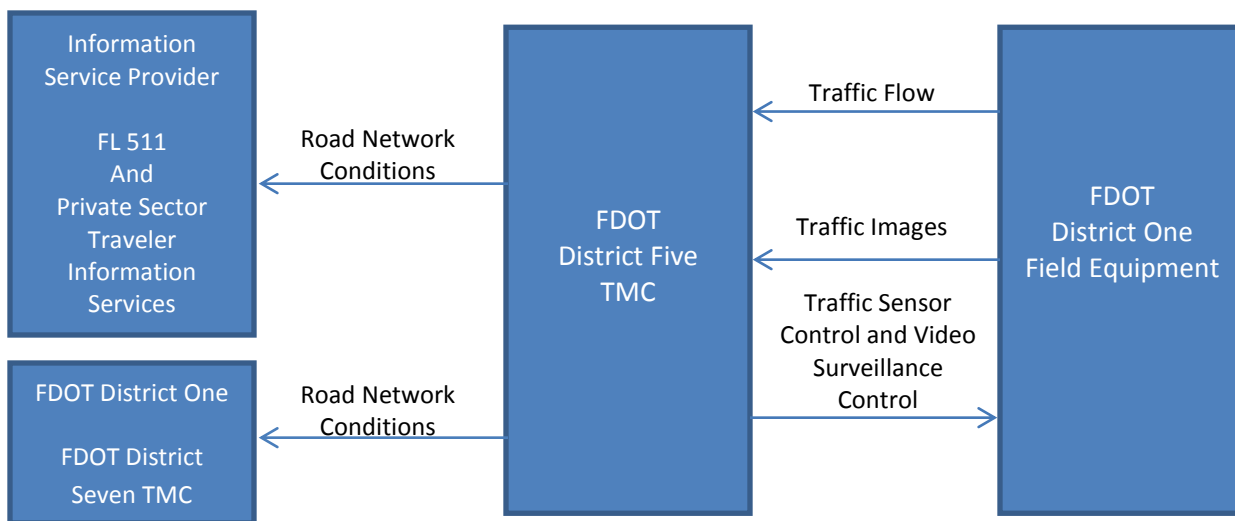 Information
Service Provider
FL 511
And
Private Sector
Traveler
Information
Services
FDOT District One
FDOT District
Seven TMC
Road Network
Conditions
Road Network
Conditions
FDOT
District Five
TMC
Traffic Flow
Traffic Images
Traffic Sensor
Control and Video
Surveillance
Control
FDOT
District One
Field Equipment